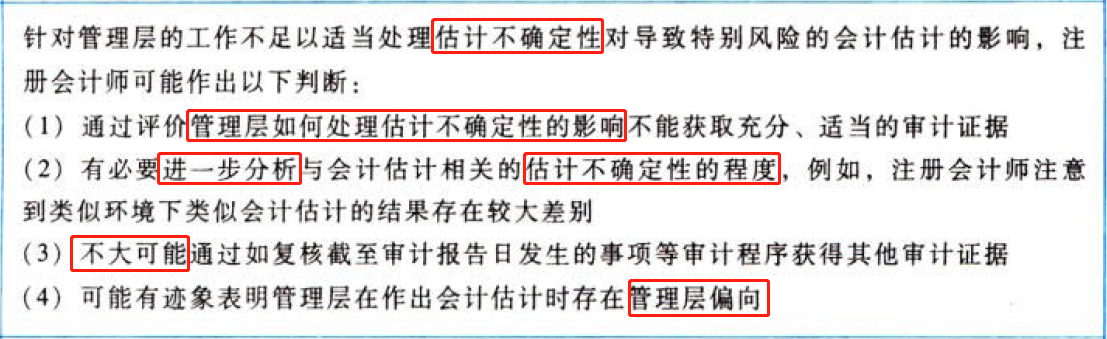 针对管理层的工作不足以适当处理估计不确定性对导致特别风险的会计估计的影响，注
册会计师可能作出以下判断：
(1) 通过评价管理层如何处理估计不确定性的影响不能获取充分、适当的审计证据
(2) 有必要进一步分析与会计估计相关的估计不确定性的程度，例如，注册会计师注意
到类似环境下类似会计估计的结果存在较大差别
(3) 不大可能通过如复核截至审计报告日发生的事项等审计程序获得其他审计证据
(4) 可能有迹象表明管理层在作出会计估计时存在管理层偏向